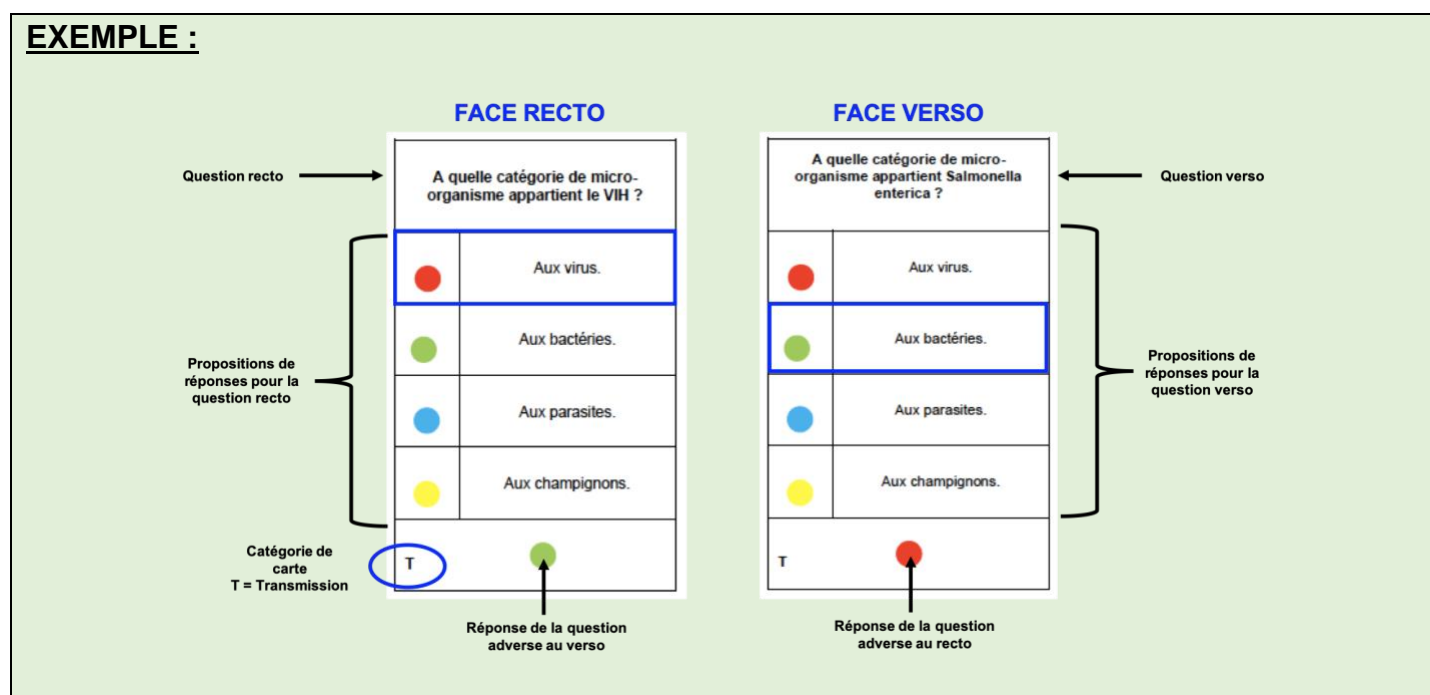 EXEMPLE :
FACE RECTO
Question recto
A quelle catégorie de micro-
organisme appartient le VIH ?
Propositions de
réponses pour la
question recto
Aux virus.
Aux bactéries.
Aux parasites.
Aux champignons.
Catégorie de
carte
T = Transmission
T
Réponse de la question
adverse au verso
FACE VERSO
A quelle catégorie de micro-
organisme appartient Salmonella
enterica ?
Question verso
Aux virus.
Aux bactéries.
Aux parasites.
Aux champignons.
Propositions de
réponses pour la
question verso
T
Réponse de la question
adverse au recto